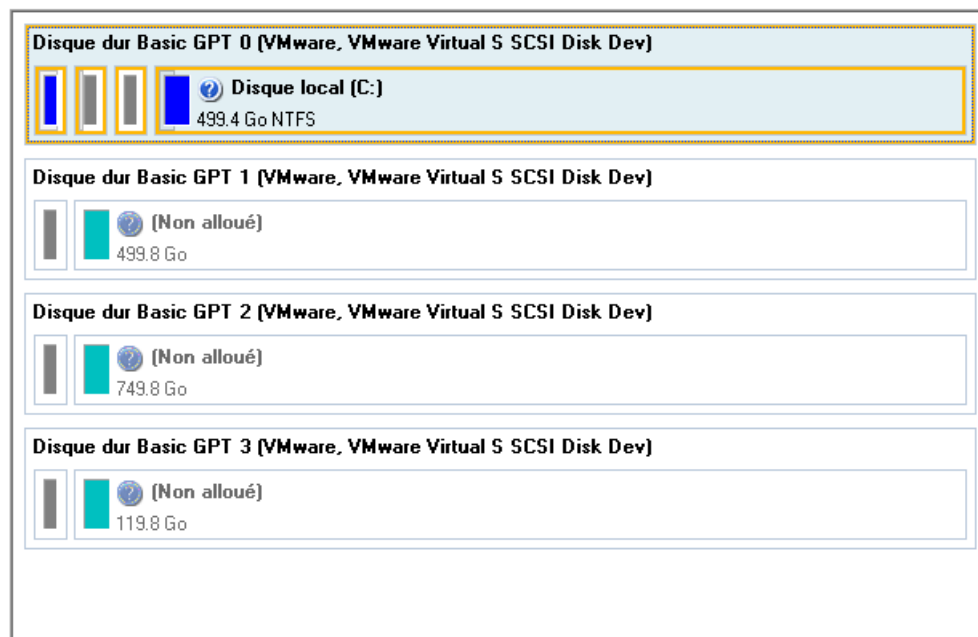 Disque dur Basic GPT 0 (VMware, VMware Virtual S SCSI Disk Dev)
Disque local (C:)
499.4 Go NTFS
Disque dur Basic GPT 1 (VMware, VMware Virtual S SCSI Disk Dev)
(Non alloué)
499.8 Go
Disque dur Basic GPT 2 (VMware, VMware Virtual S SCSI Disk Dev)
(Non alloué)
749.8 Go
Disque dur Basic GPT 3 (VMware, VMware Virtual S SCSI Disk Dev)
(Non alloué)
119.8 Go